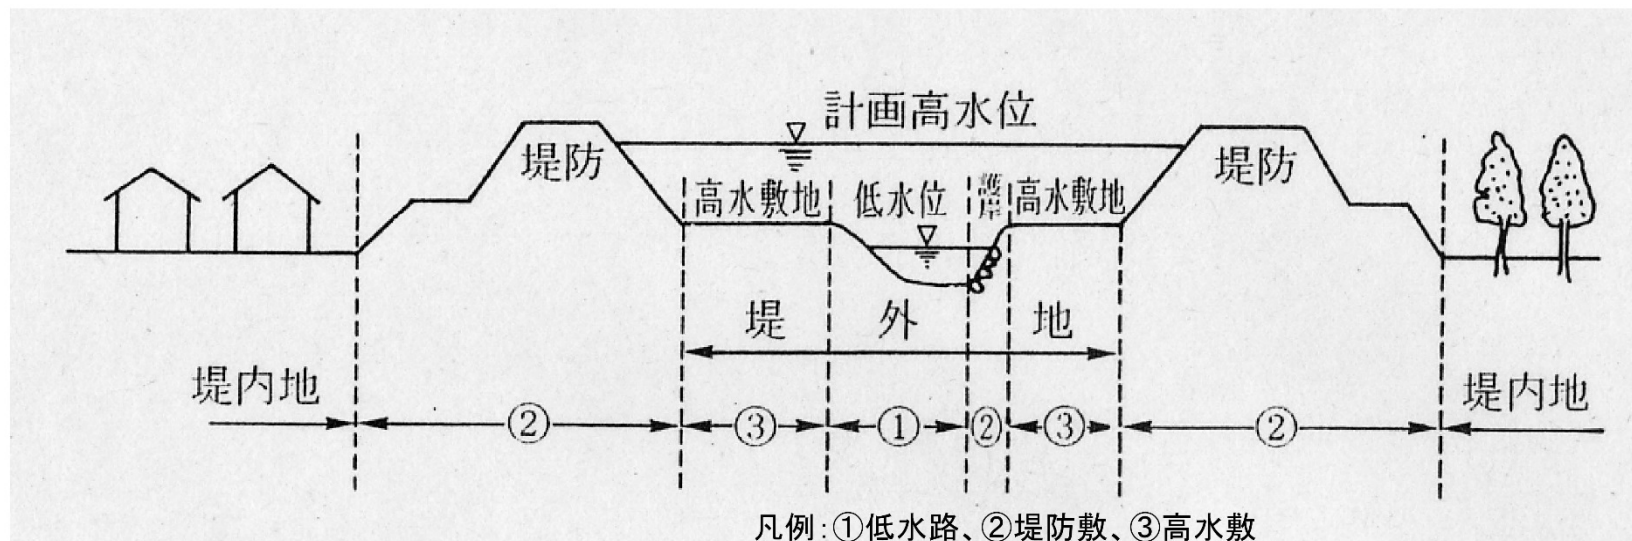 計画高水位
堤防
堤防
高水敷地
低水位
護岸
高水敷地
堤外地
堤内地
堤内地
② ③ ① ② ③ ②
凡例:①低水路、②堤防敷、③高水敷